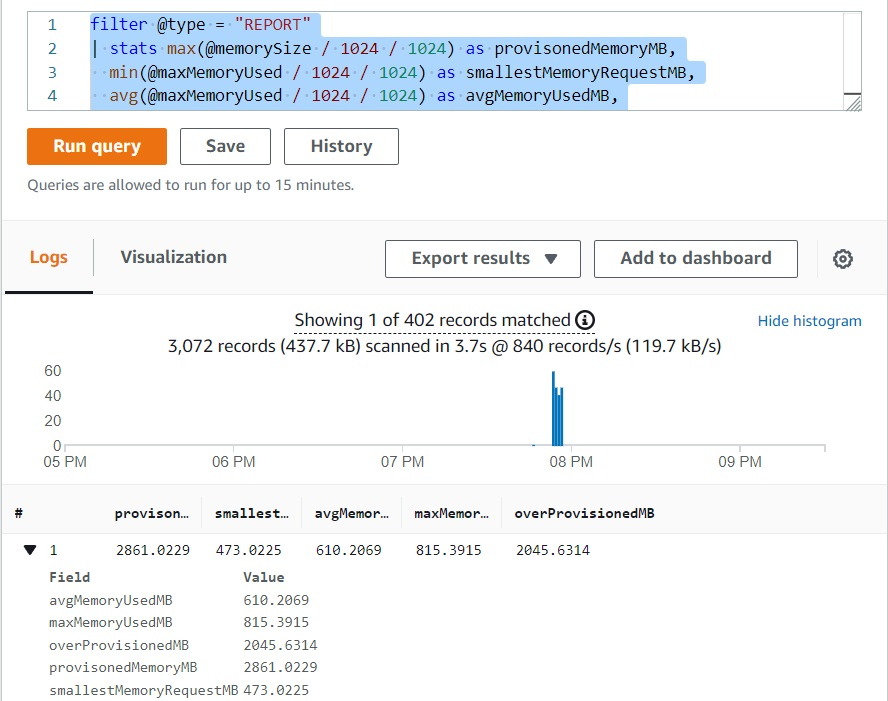 1 filter @type = "REPORT"
2 | stats max(@memorySize / 1024 / 1024) as provisonedMemoryMB,
3 min(@maxMemoryUsed / 1024 / 1024) as smallestMemoryRequestMB,
4 avg(@maxMemoryUsed / 1024 / 1024) as avgMemoryUsedMB,
Run query Save History
Queries are allowed to run for up to 15 minutes.
Logs Visualization Export results Add to dashboard
Showing 1 of 402 records matched
Hide histogram
3,072 records (437.7 kB) scanned in 3.7s @ 840 records/s (119.7 kB/s)
60
40
20
0
05 PM 06 PM 07 PM 08 PM 09 PM
# provison… smallest… avgMemor… maxMemor… overProvisionedMB
1 2861.0229 473.0225 610.2069 815.3915 2045.6314
Field Value
avgMemoryUsedMB 610.2069
maxMemoryUsedMB 815.3915
overProvisionedMB 2045.6314
provisonedMemoryMB 2861.0229
smallestMemoryRequestMB 473.0225